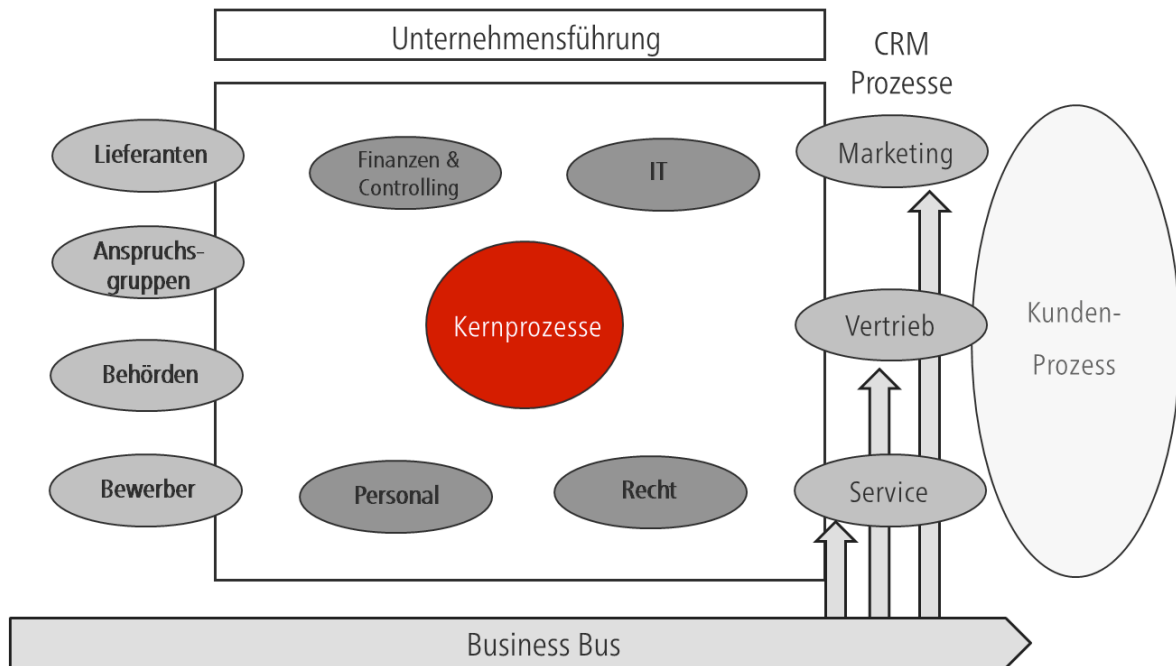 Unternehmensführung
CRM
Prozesse
Lieferanten
Finanzen &
Controlling
IT
Marketing
Anspruchs-
gruppen
Kernprozesse
Vertrieb
Kunden-
Prozess
Behörden
Bewerber
Personal
Recht
Service
Business Bus